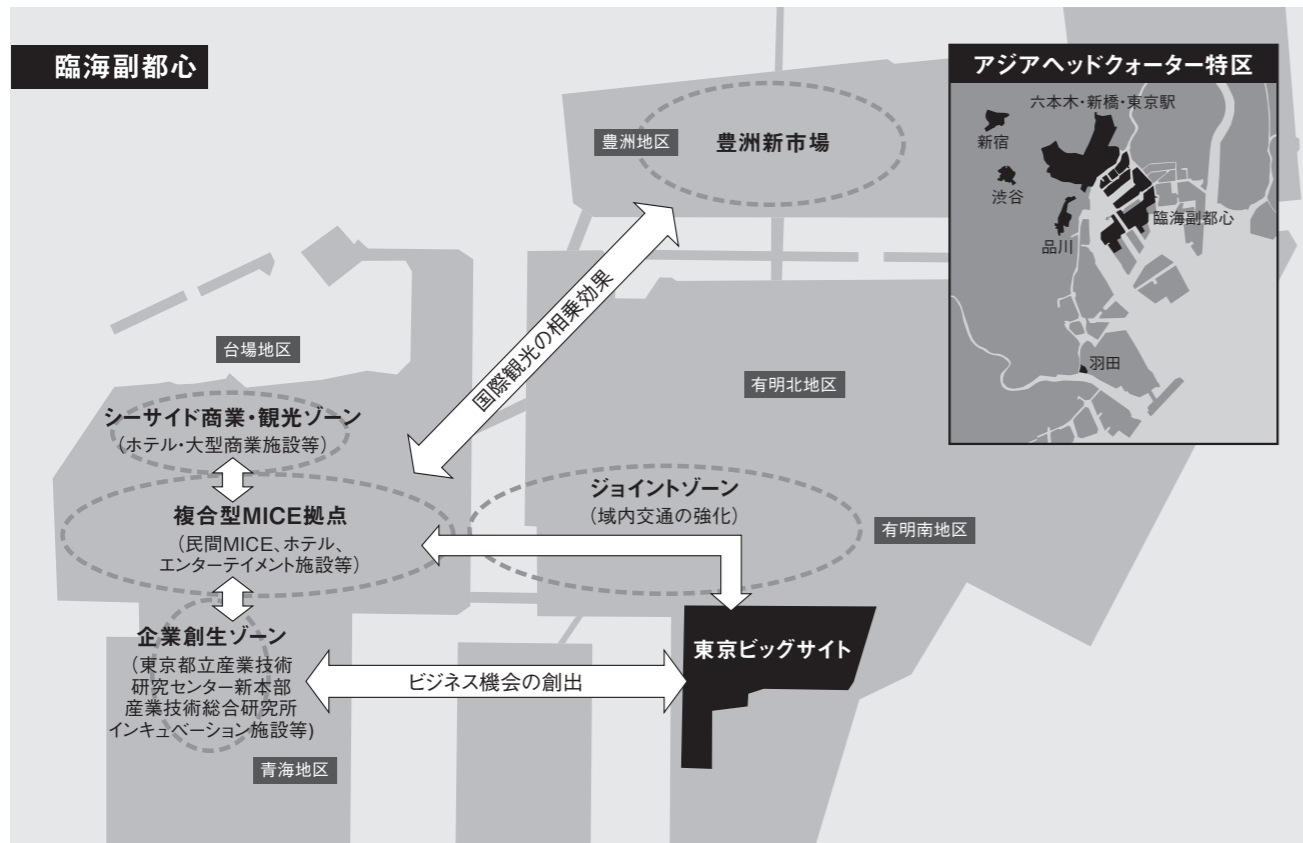 臨海副都心
アジアヘッドクォーター特区
六本木・新橋・東京駅
新宿
渋谷
品川
臨海副都心
羽田
豊洲地区
豊洲新市場
国際観光の相乗効果
台場地区
有明北地区
シーサイド商業・観光ゾーン
（ホテル・大型商業施設等）
ジョイントゾーン
（域内交通の強化）
複合型MICE拠点
（民間MICE、ホテル、
エンターテイメント施設等）
有明南地区
企業創生ゾーン
（東京都立産業技術
研究センター新本部
産業技術総合研究所
インキュベーション施設等)
ビジネス機会の創出
東京ビッグサイト
青海地区